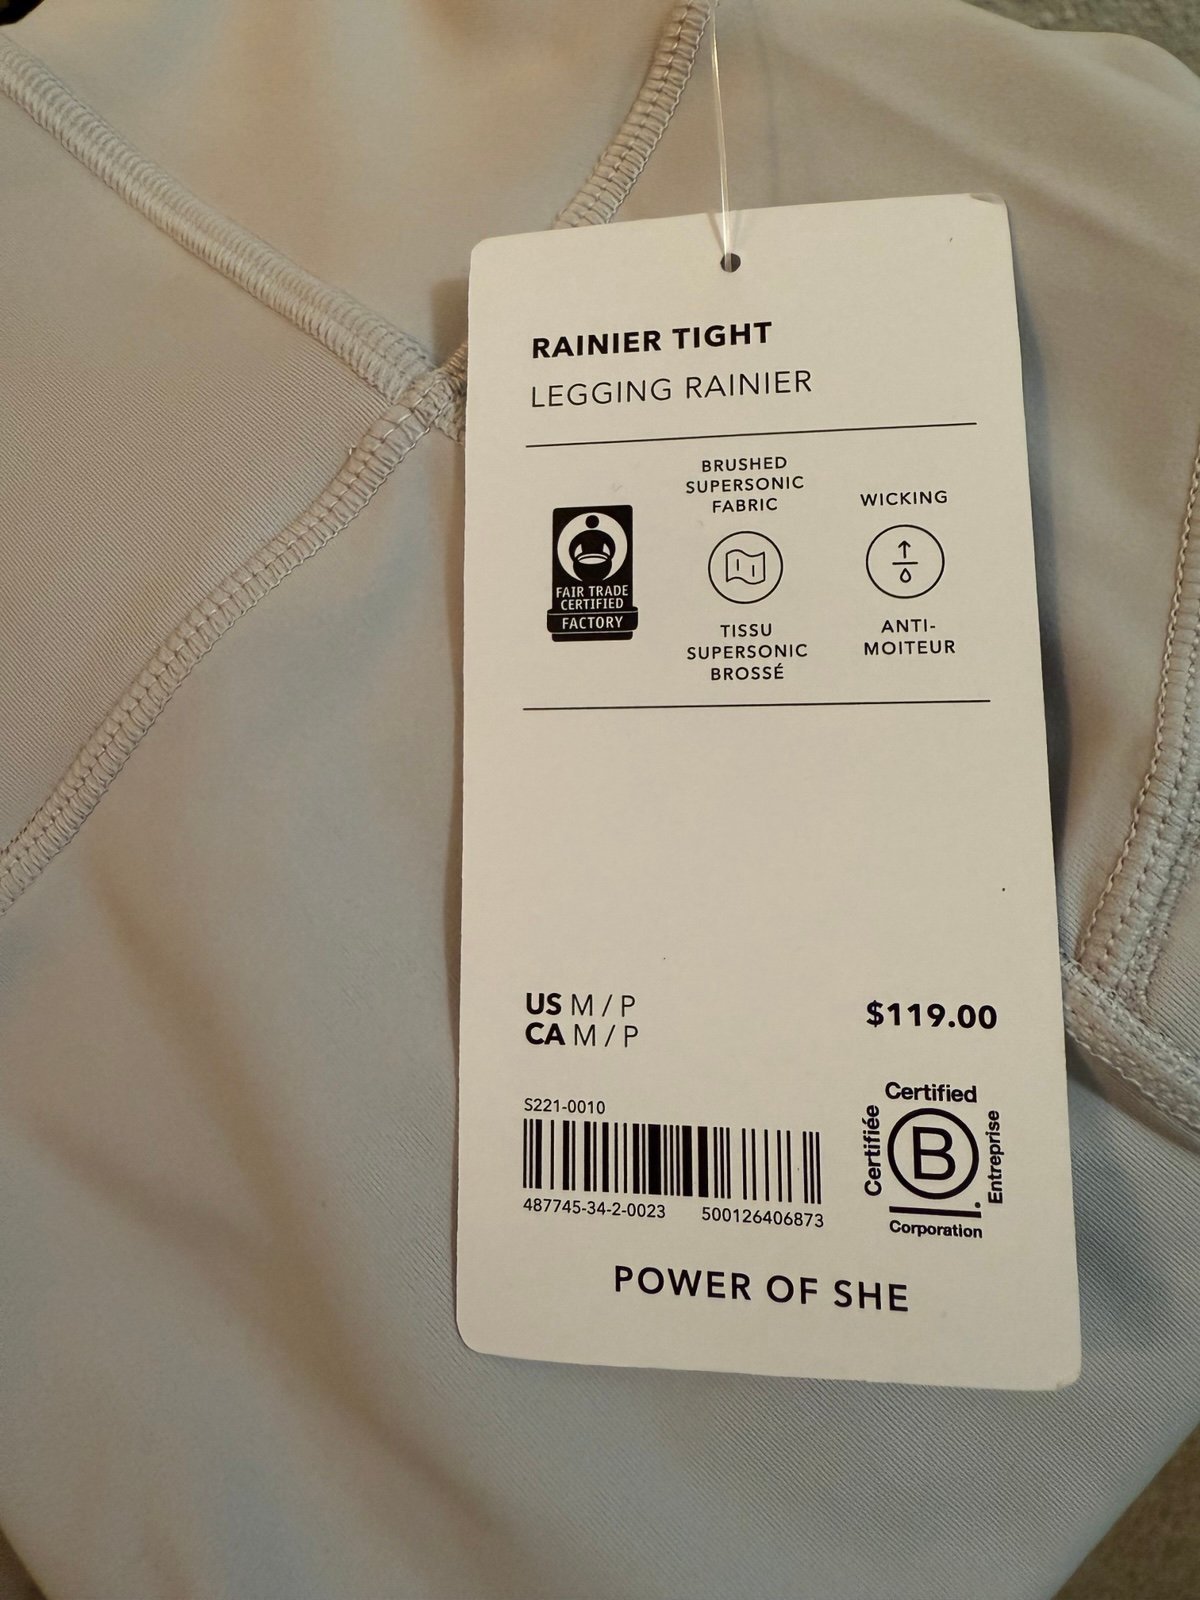 RAINIER TIGHT
LEGGING RAINIER
FAIR TRADE
CERTIFIED
FACTORY
BRUSHED
SUPERSONIC
FABRIC
TISSU
SUPERSONIC
BROSSÉ
WICKING
ANTI-
MOITEUR
US M / P
CA M / P
$119.00
S221-0010
487745-34-2-0023 500126406873
Certified
Certifiée
B
Entreprise
Corporation
POWER OF SHE